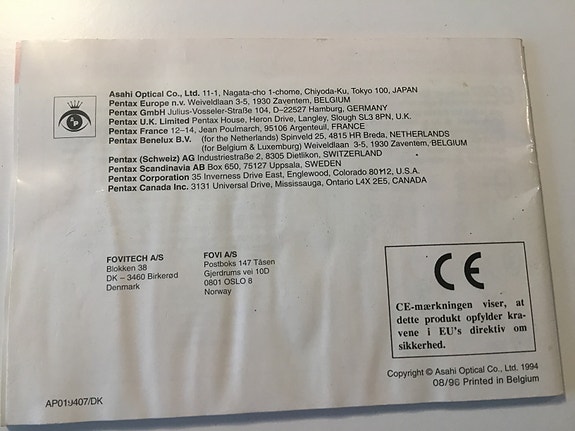 Asahi Optical Co., Ltd. 11-1, Nagata-cho 1-chome, Chiyoda-Ku, Tokyo 100, JAPAN
Pentax Europe n.v. Weiveldlaan 3-5, 1930 Zaventem, BELGIUM
Pentax GmbH Julius-Vosseler-Straße 104, D-22527 Hamburg, GERMANY
Pentax U.K. Limited Pentax House, Heron Drive, Langley, Slough SL3 8PN, U.K.
Pentax France 12-14, Jean Poulmarch, 95106 Argenteuil, FRANCE
Pentax Benelux B.V. (for the Netherlands) Spinveld 25, 4815 HR Breda, NETHERLANDS
(for Belgium & Luxemburg) Weiveldlaan 3-5, 1930 Zaventem, BELGIUM
Pentax (Schweiz) AG Industriestraße 2, 8305 Dietlikon, SWITZERLAND
Pentax Scandinavia AB Box 650, 75127 Uppsala, SWEDEN
Pentax Corporation 35 Inverness Drive East, Englewood, Colorado 80112, U.S.A.
Pentax Canada Inc. 3131 Universal Drive, Mississauga, Ontario L4X 2E5, CANADA
FOVITECH A/S
Blokken 38
DK – 3460 Birkerød
Denmark
FOVI A/S
Postboks 147 Tåsen
Gjerdrums vei 10D
0801 OSLO 8
Norway
CE
CE-mærkningen viser, at
dette produkt opfylder kra-
vene i EU's direktiv om
sikkerhed.
Copyright © Asahi Optical Co., Ltd. 1994
08/96 Printed in Belgium
AP019407/DK